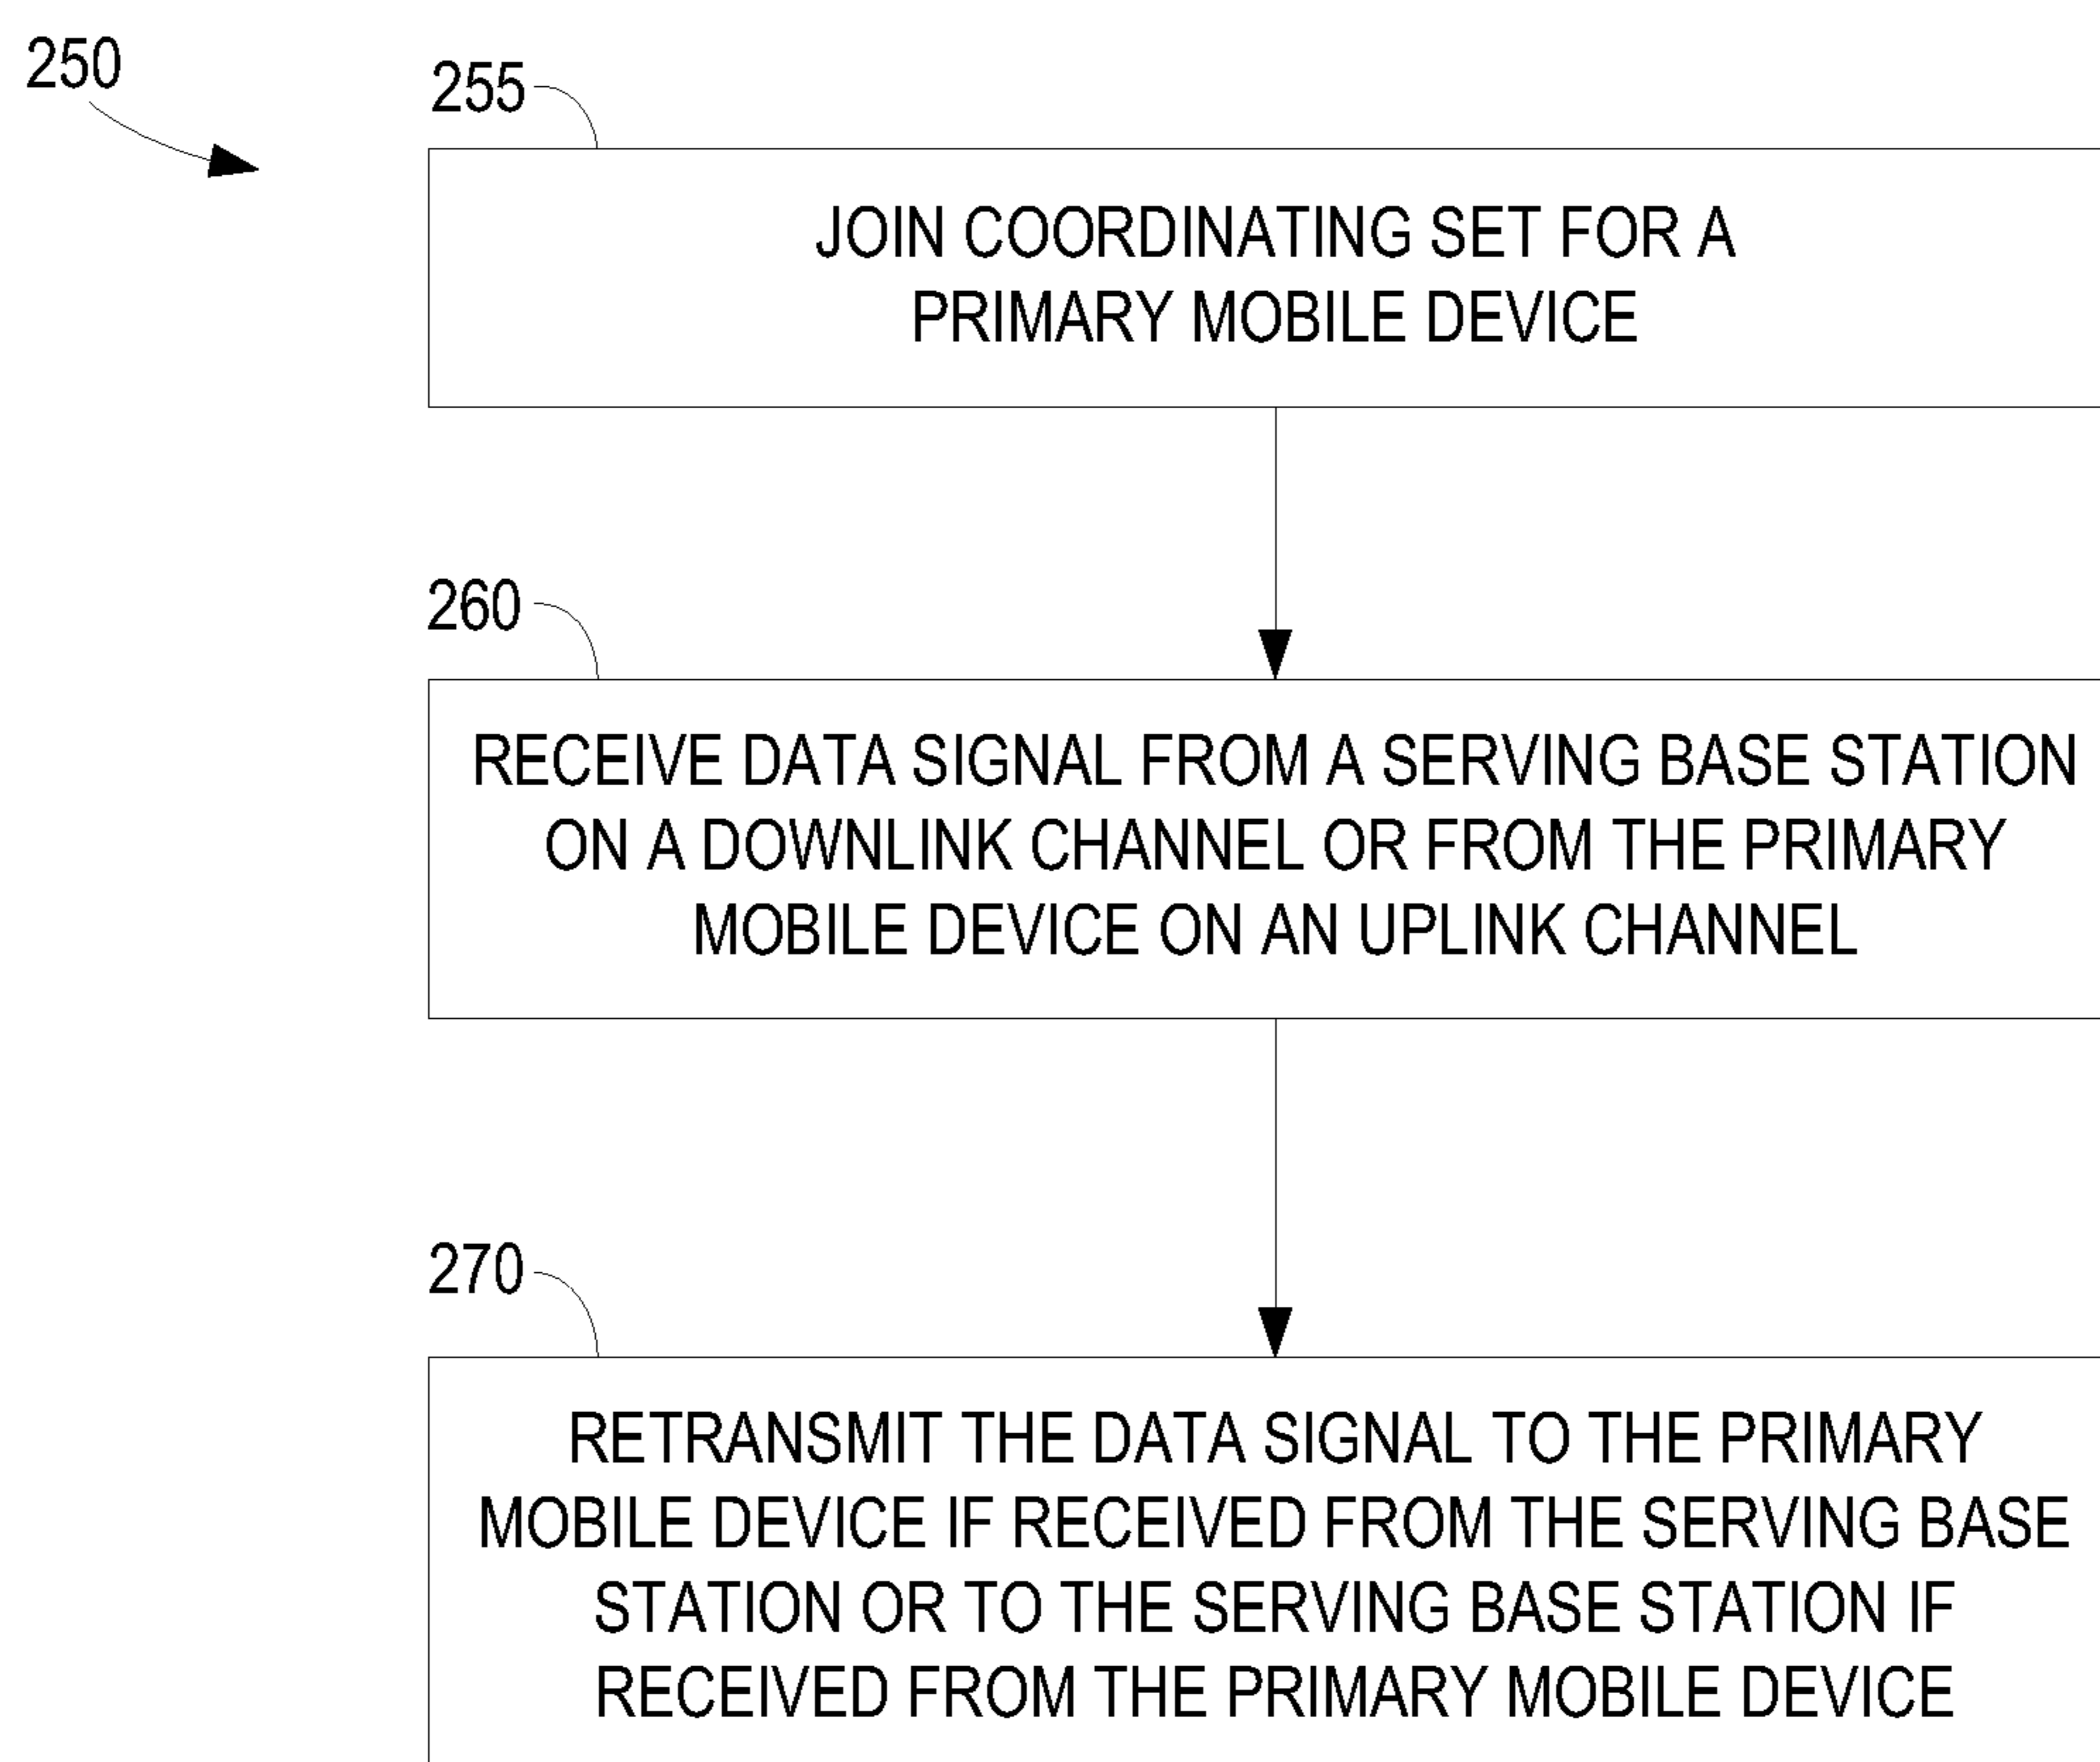 250
255
JOIN COORDINATING SET FOR A
PRIMARY MOBILE DEVICE
260
RECEIVE DATA SIGNAL FROM A SERVING BASE STATION
ON A DOWNLINK CHANNEL OR FROM THE PRIMARY
MOBILE DEVICE ON AN UPLINK CHANNEL
270
RETRANSMIT THE DATA SIGNAL TO THE PRIMARY
MOBILE DEVICE IF RECEIVED FROM THE SERVING BASE
STATION OR TO THE SERVING BASE STATION IF
RECEIVED FROM THE PRIMARY MOBILE DEVICE